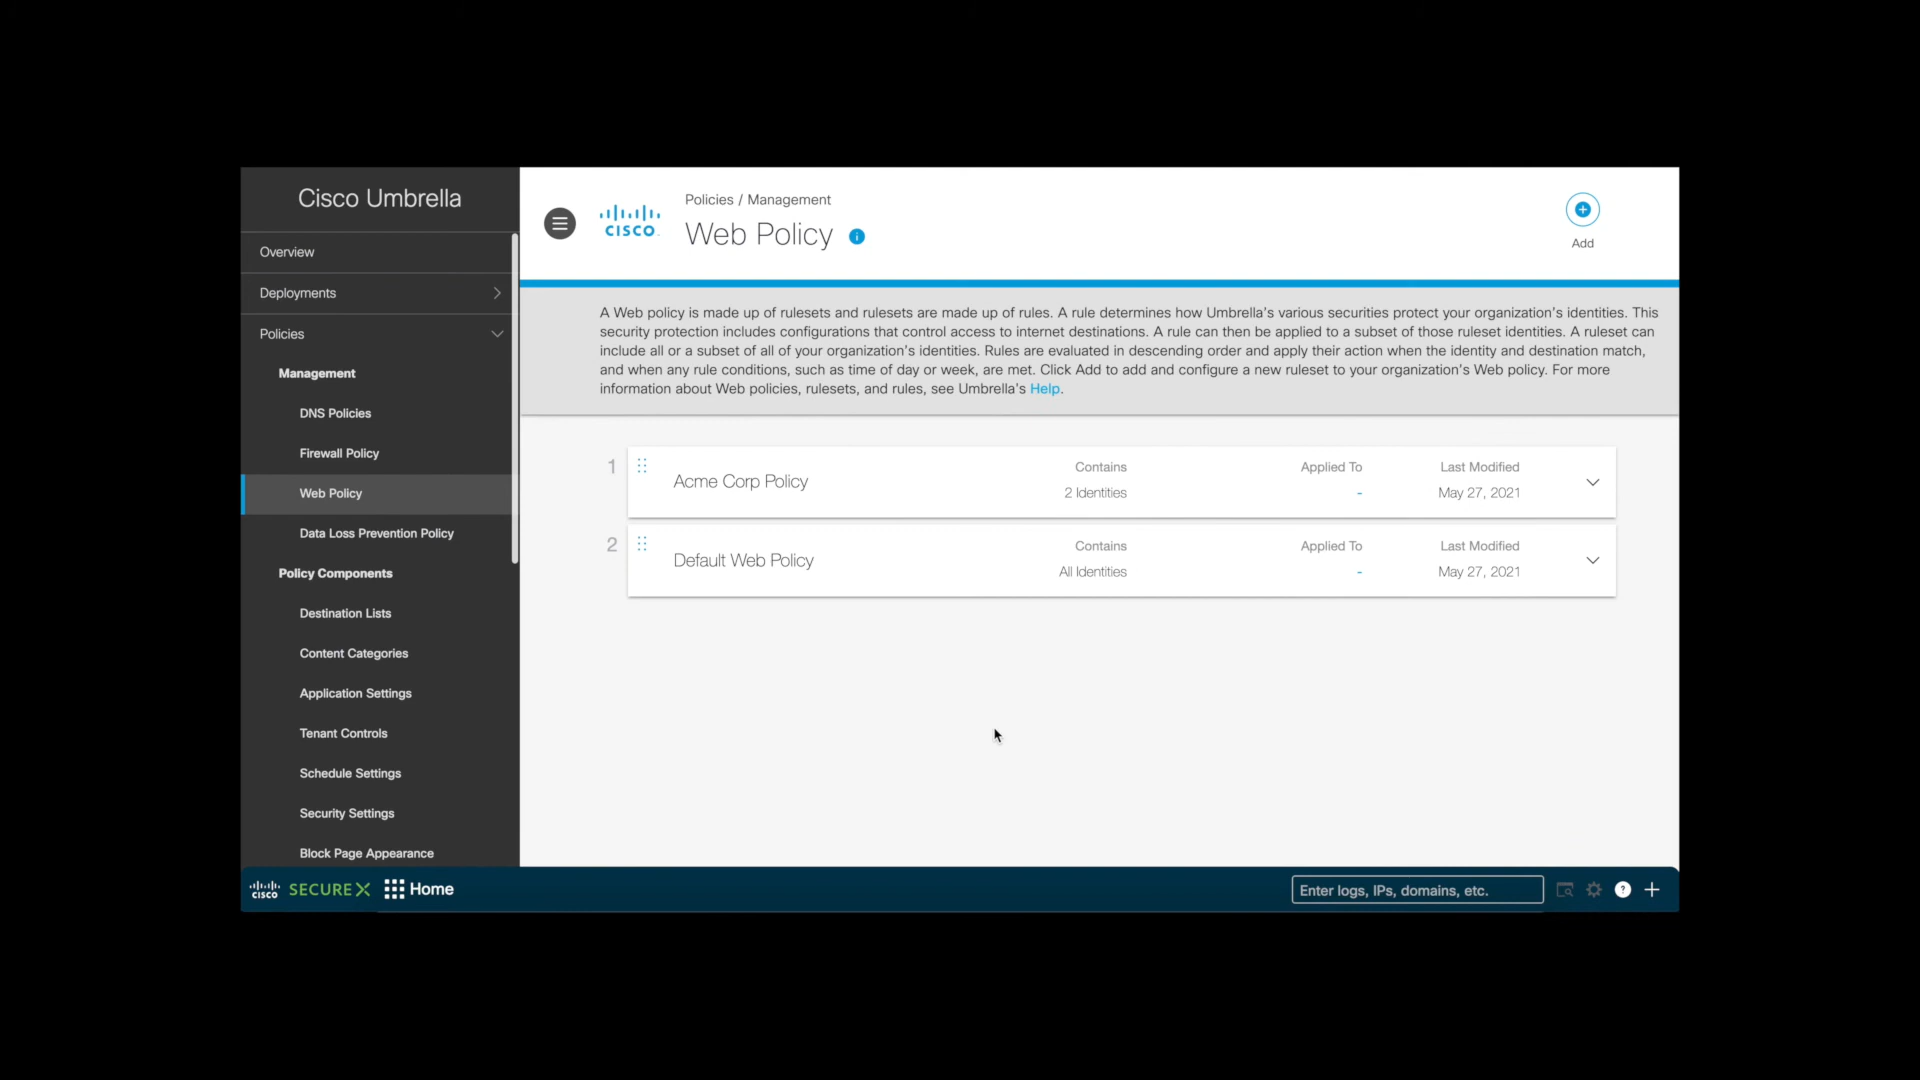 Cisco Umbrella
Overview
Deployments
Policies
Management
DNS Policies
Firewall Policy
Web Policy
Data Loss Prevention Policy
Policy Components
Destination Lists
Content Categories
Application Settings
Tenant Controls
Schedule Settings
Security Settings
Block Page Appearance
CISCO
Policies / Management
Web Policy
Add
A Web policy is made up of rulesets and rulesets are made up of rules. A rule determines how Umbrella's various securities protect your organization's identities. This
security protection includes configurations that control access to internet destinations. A rule can then be applied to a subset of those ruleset identities. A ruleset can
include all or a subset of all of your organization's identities. Rules are evaluated in descending order and apply their action when the identity and destination match,
and when any rule conditions, such as time of day or week, are met. Click Add to add and configure a new ruleset to your organization's Web policy. For more
information about Web policies, rulesets, and rules, see Umbrella's Help.
1
Acme Corp Policy
Contains
2 Identities
Applied To
-
Last Modified
May 27, 2021
2
Default Web Policy
Contains
All Identities
Applied To
-
Last Modified
May 27, 2021
CISCO SECUREX Home
Enter logs, IPs, domains, etc.